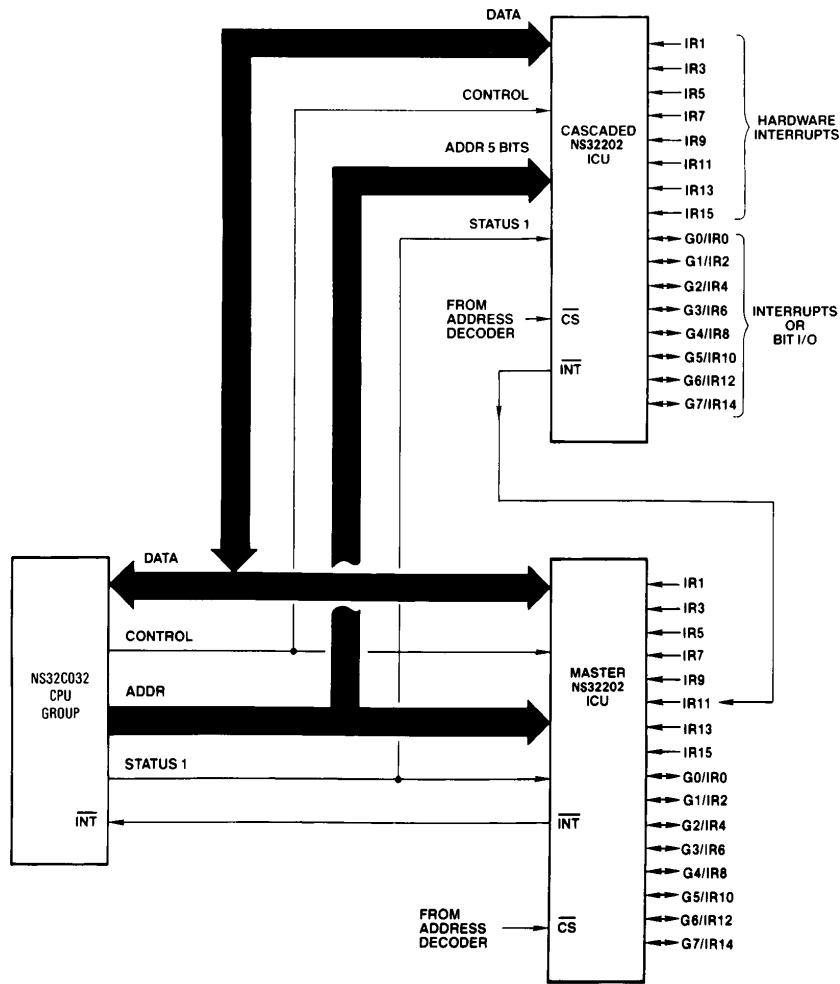 DATA
CONTROL
ADDR 5 BITS
STATUS 1
FROM
ADDRESS
DECODER
CS
INT
CASCADED
NS32202
ICU
IR1
IR3
IR5
IR7
IR9
IR11
IR13
IR15
G0/IR0
G1/IR2
G2/IR4
G3/IR6
G4/IR8
G5/IR10
G6/IR12
G7/IR14
HARDWARE
INTERRUPTS
INTERRUPTS
OR
BIT I/O
NS32C032
CPU
GROUP
INT
DATA
CONTROL
ADDR
STATUS 1
FROM
ADDRESS
DECODER
MASTER
NS32202
ICU
INT
CS
IR1
IR3
IR5
IR7
IR9
IR11
IR13
IR15
G0/IR0
G1/IR2
G2/IR4
G3/IR6
G4/IR8
G5/IR10
G6/IR12
G7/IR14